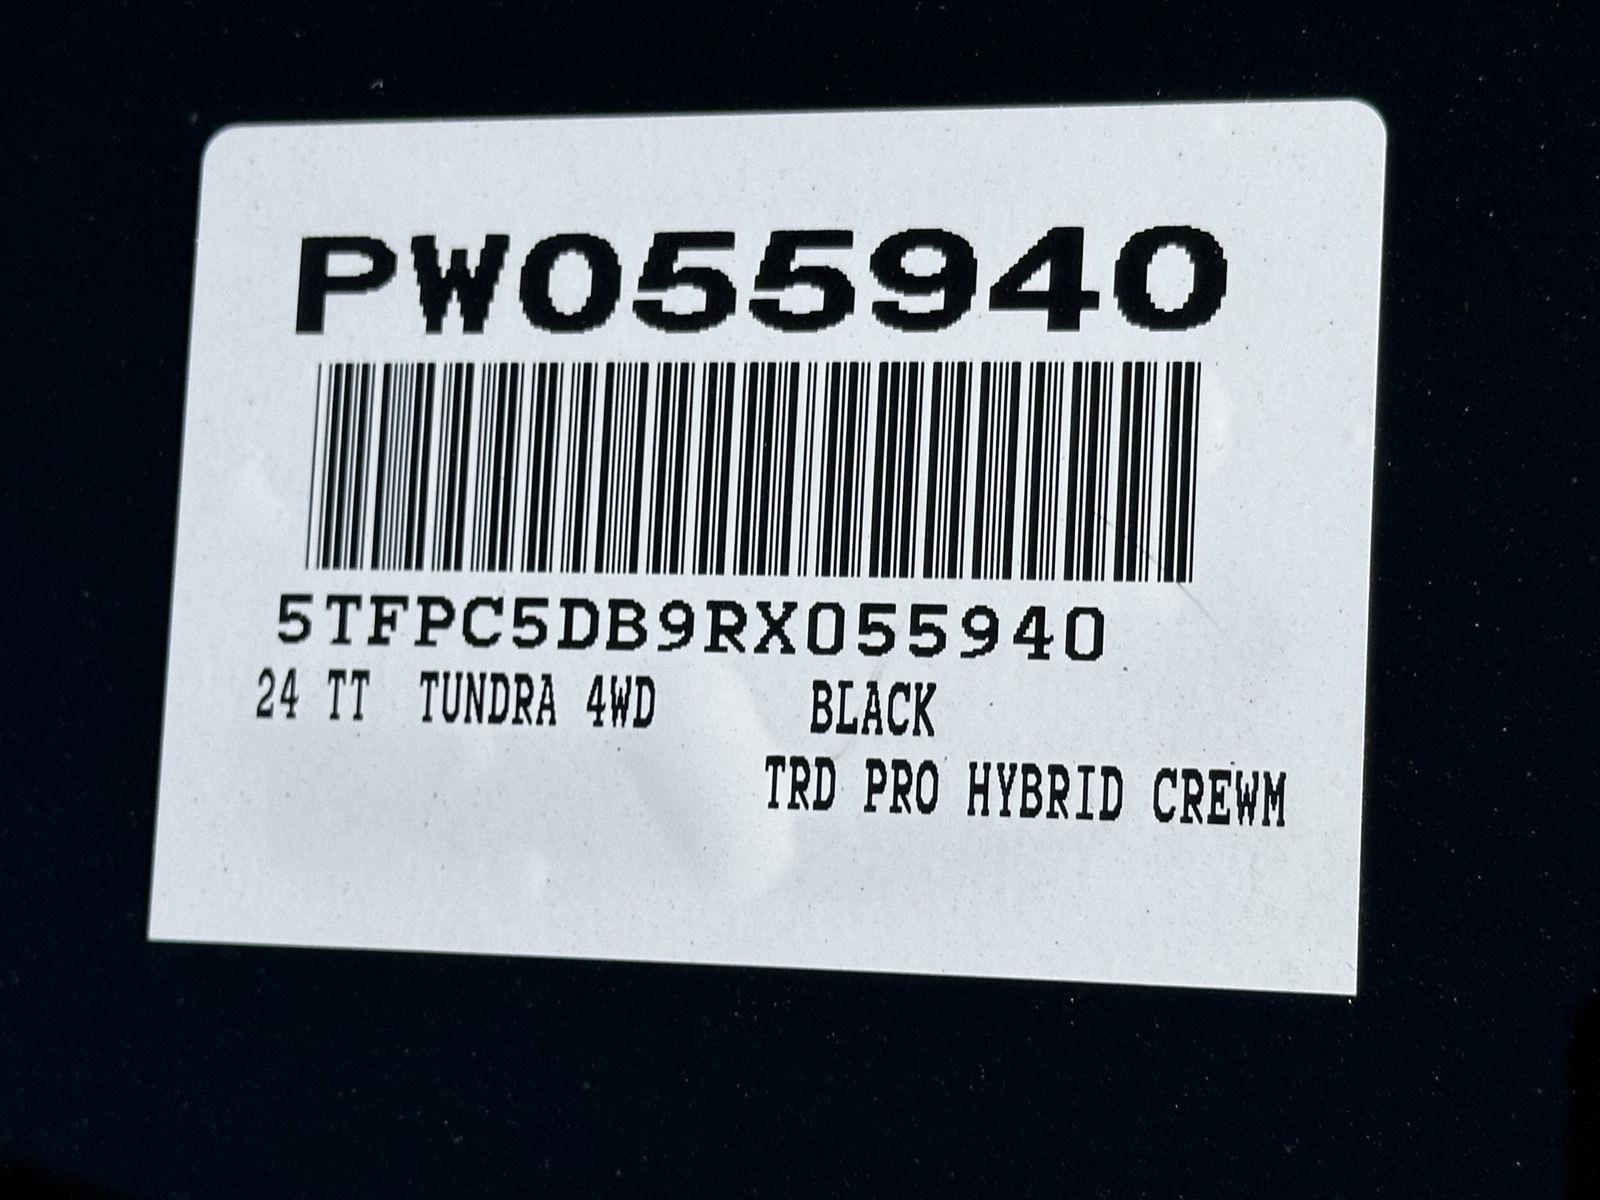 PW055940
5TFPC5DB9RX055940
24 TT TUNDRA 4WD BLACK
TRD PRO HYBRID CREWM